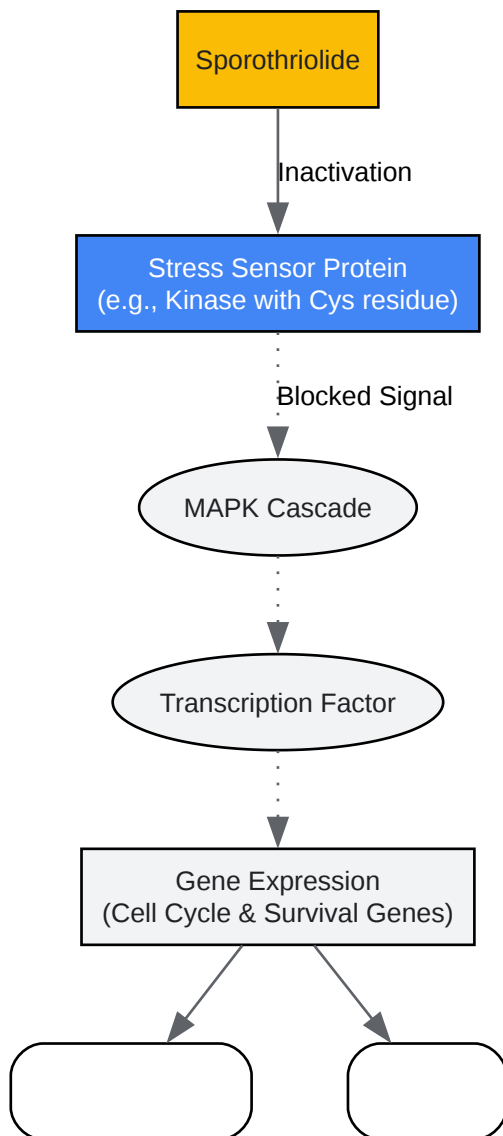 Sporothriolide
Inactivation
Stress Sensor Protein
(e.g., Kinase with Cys residue)
Blocked Signal
MAPK Cascade
Transcription Factor
Gene Expression
(Cell Cycle & Survival Genes)